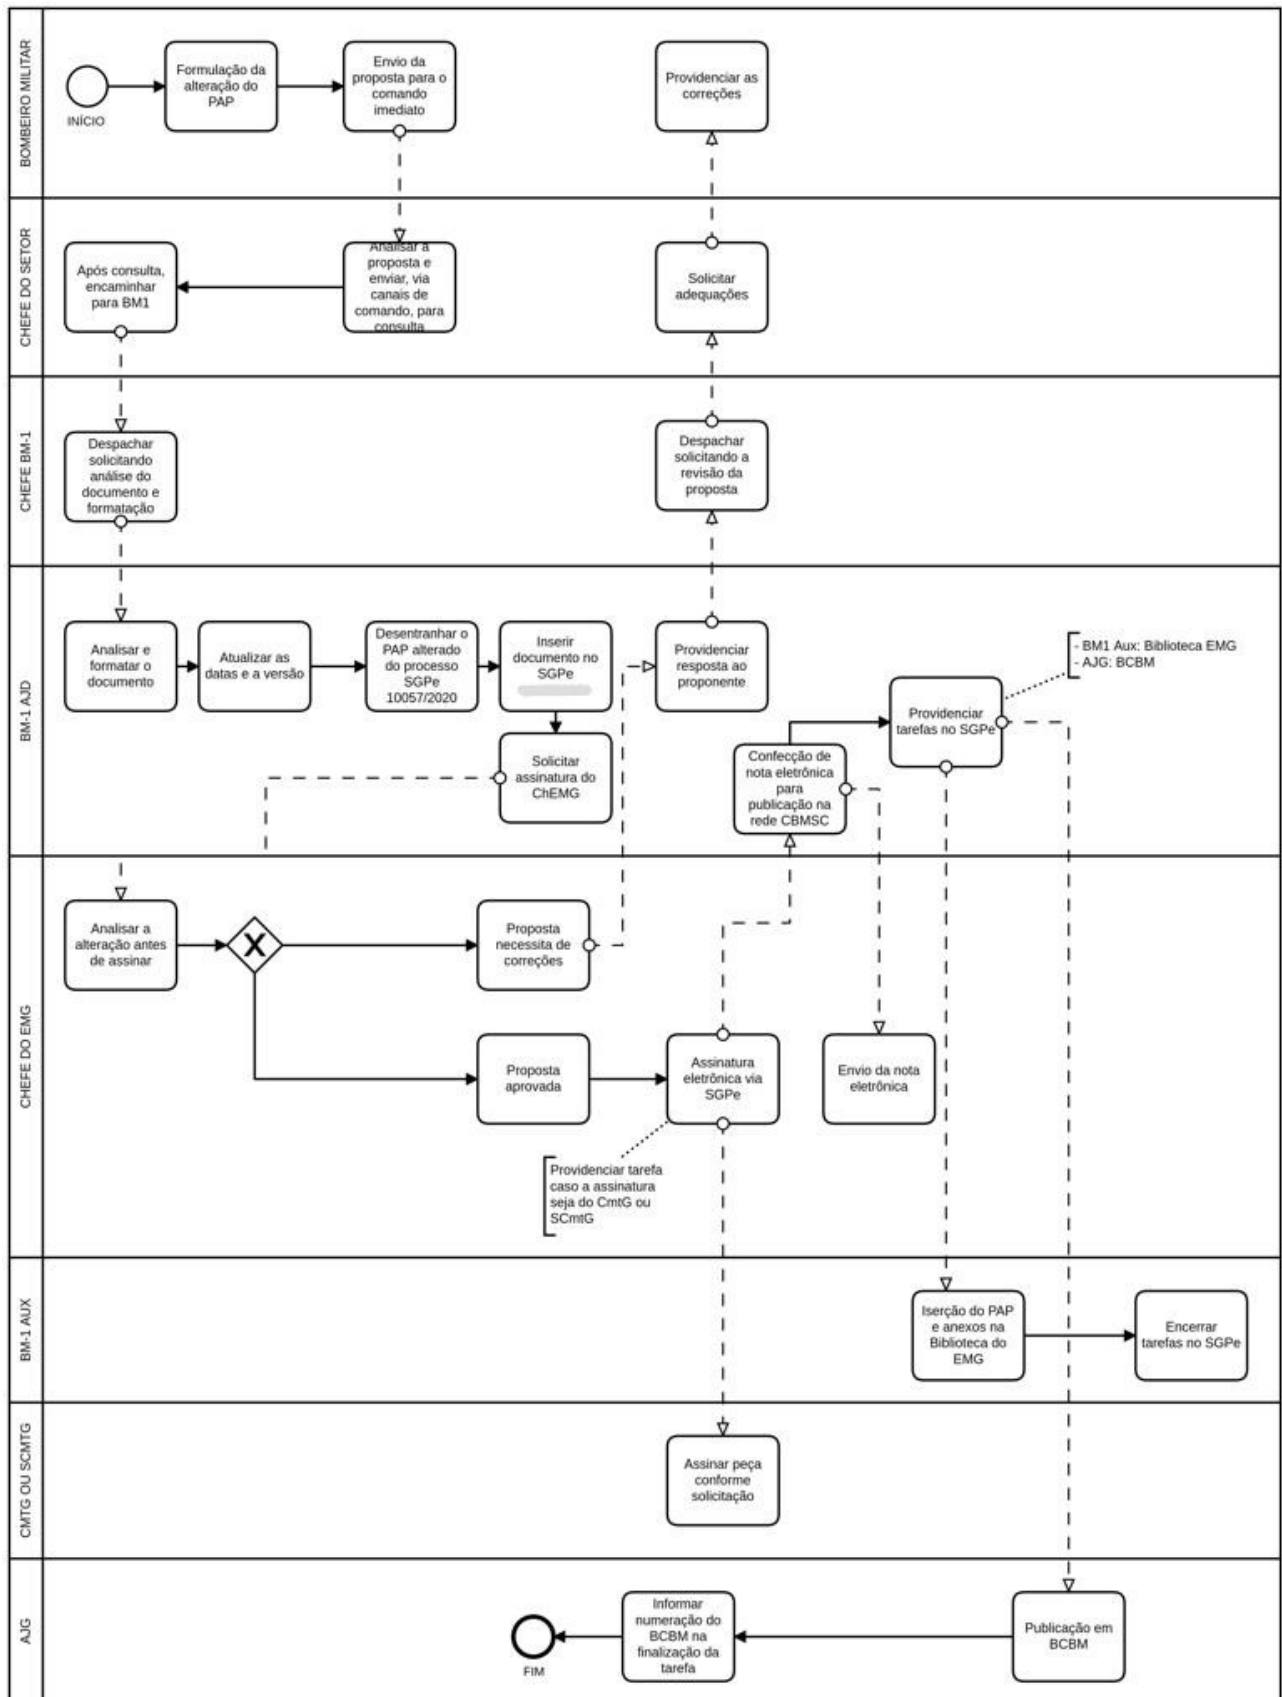 BOMBEIRO MILITAR
INÍCIO
Formulação da
alteração do
PAP
Envio da
proposta para o
comando
imediato
Providenciar as
correções
CHEFE DO SETOR
Após consulta,
encaminhar
para BM1
Analisar a
proposta e
enviar, via
canais de
comando, para
consulta
Solicitar
adequações
CHEFE BM-1
Despachar
solicitando
análise do
documento e
formatação
Despachar
solicitando a
revisão da
proposta
BM-1 AJD
Analisar e
formatar o
documento
Atualizar as
datas e a versão
Desentranhar o
PAP alterado
do processo
SGPe
10057/2020
Inserir
documento no
SGPe
Solicitar
assinatura do
ChEMG
Providenciar
resposta ao
proponente
Confecção de
nota eletrônica
para
publicação na
rede CBMSC
Providenciar
tarefas no SGPe
- BM1 Aux: Biblioteca EMG
- AJG: BCBM
CHEFE DO EMG
Analisar a
alteração antes
de assinar
X
Proposta
necessita de
correções
Proposta
aprovada
Assinatura
eletrônica via
SGPe
Envio da nota
eletrônica
Providenciar tarefa
caso a assinatura
seja do CmtG ou
SCmtG
BM-1 AUX
Iserção do PAP
e anexos na
Biblioteca do
EMG
Encerrar
tarefas no SGPe
CMTG OU SCMTG
Assinar peça
conforme
solicitação
AJG
FIM
Informar
numeração do
BCBM na
finalização da
tarefa
Publicação em
BCBM